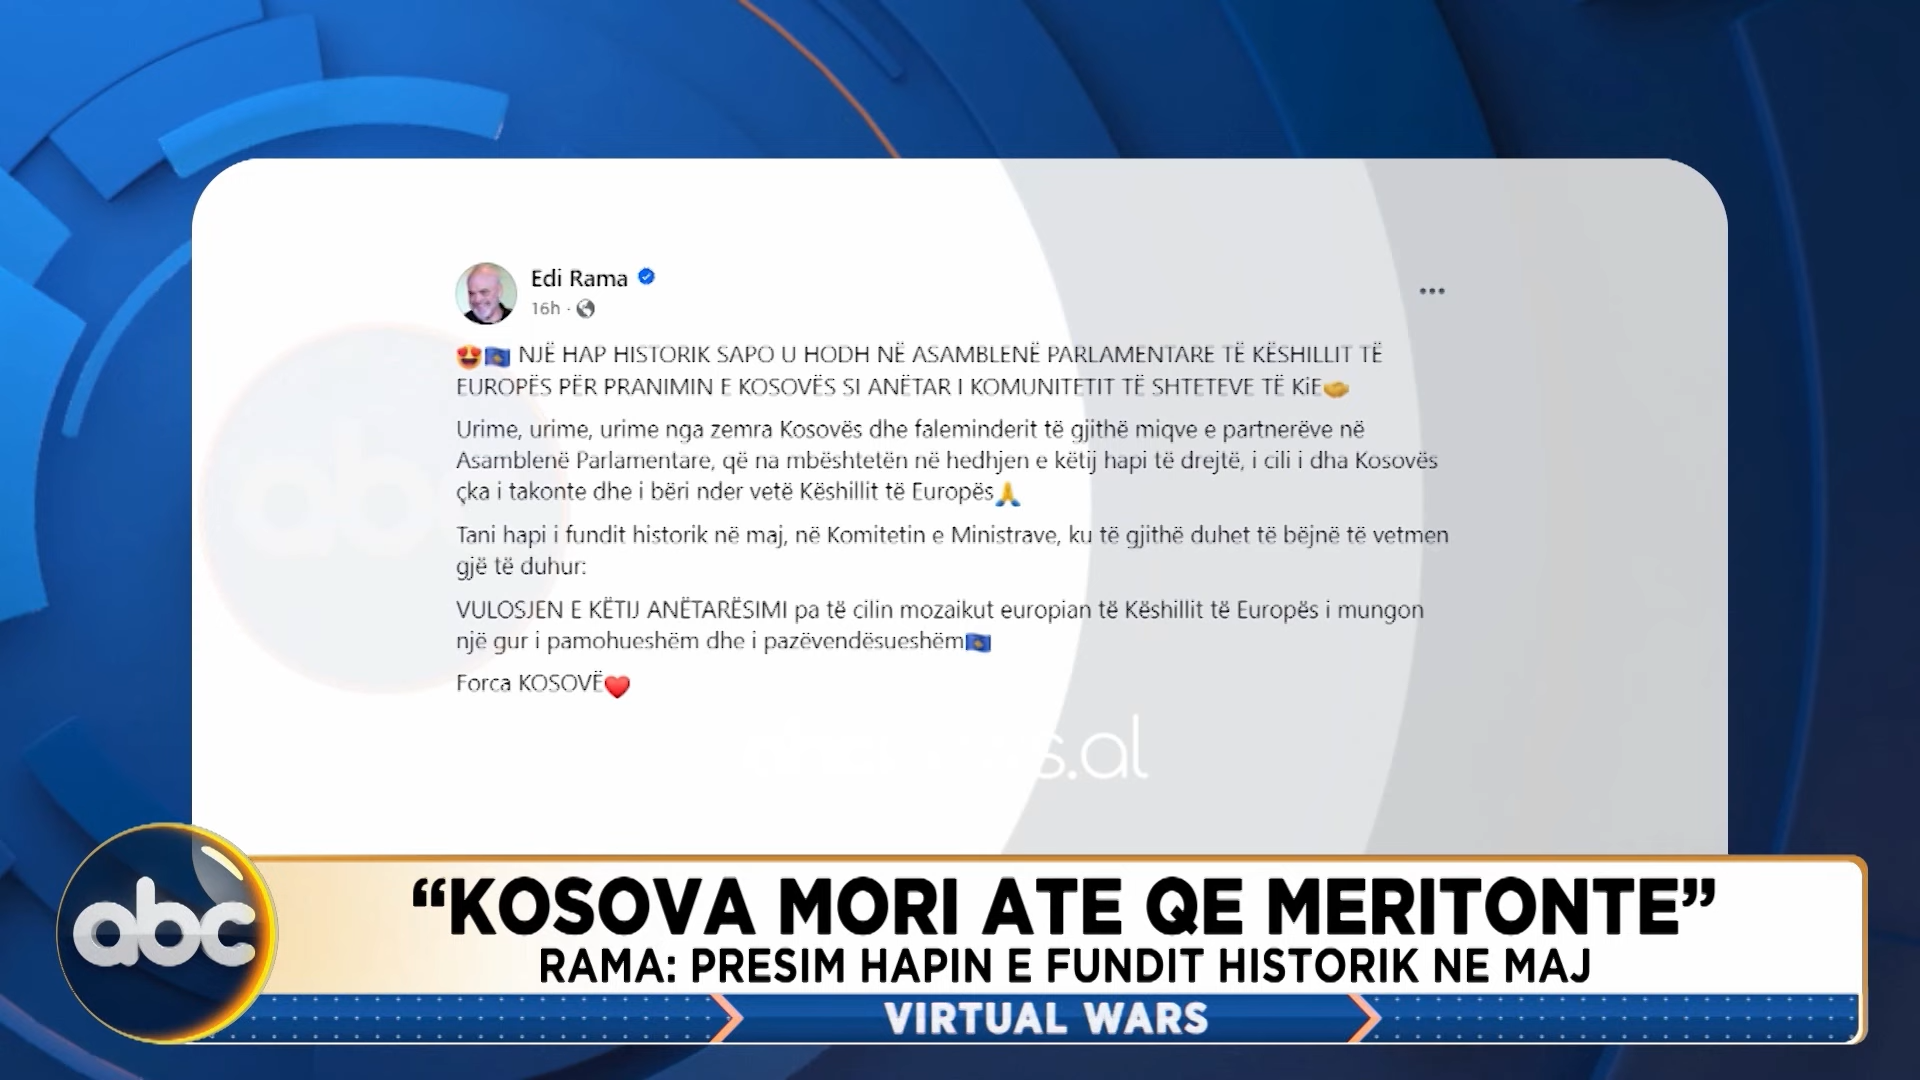 Edi Rama
16h ·
NJË HAP HISTORIK SAPO U HODH NË ASAMBLENË PARLAMENTARE TË KËSHILLIT TË
EUROPËS PËR PRANIMIN E KOSOVËS SI ANËTAR I KOMUNITETIT TË SHTETEVE TË KiE
Urime, urime, urime nga zemra Kosovës dhe faleminderit të gjithë miqve e partnerëve në
Asamblenë Parlamentare, që na mbështetën në hedhjen e këtij hapi të drejtë, i cili i dha Kosovës
çka i takonte dhe i bëri nder vetë Këshillit të Europës
Tani hapi i fundit historik në maj, në Komitetin e Ministrave, ku të gjithë duhet të bëjnë të vetmen
gjë të duhur:
VULOSJEN E KËTIJ ANËTARËSIMI pa të cilin mozaikut europian të Këshillit të Europës i mungon
një gur i pamohueshëm dhe i pazëvendësueshëm
Forca KOSOVË
abc
s.al
abc
“KOSOVA MORI ATE QE MERITONTE”
RAMA: PRESIM HAPIN E FUNDIT HISTORIK NE MAJ
VIRTUAL WARS